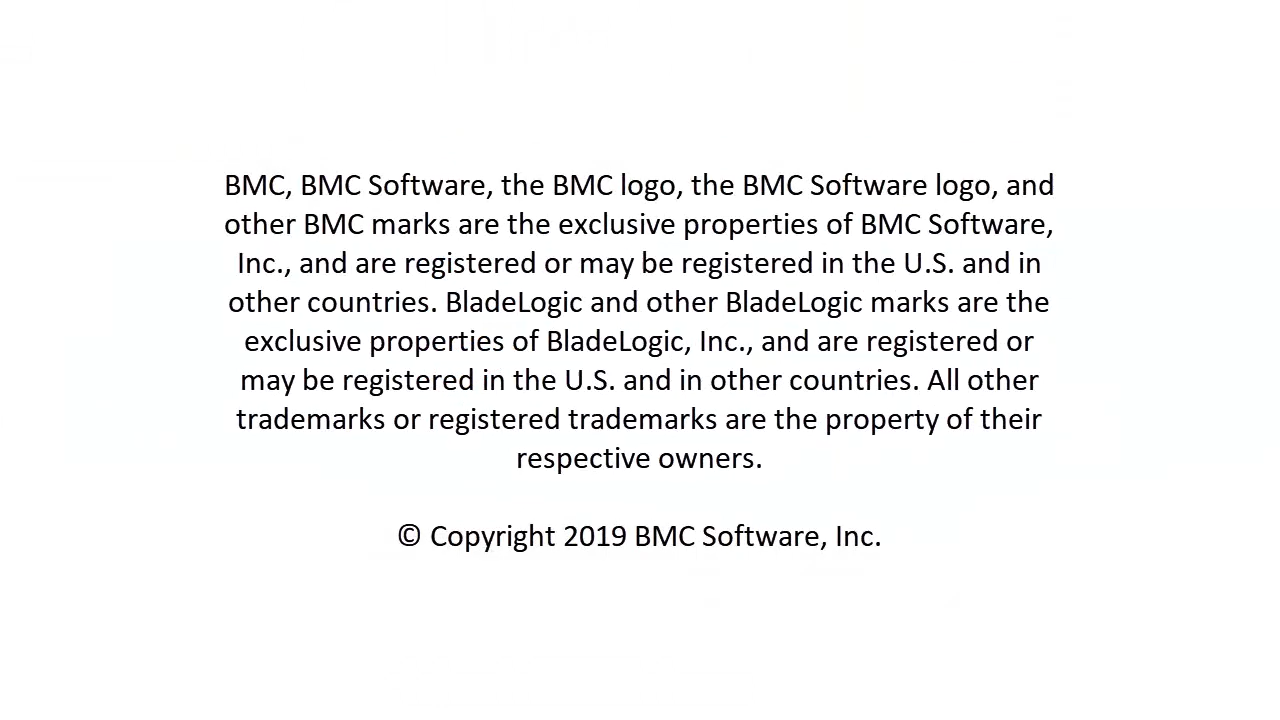 BMC, BMC Software, the BMC logo, the BMC Software logo, and
other BMC marks are the exclusive properties of BMC Software,
Inc., and are registered or may be registered in the U.S. and in
other countries. BladeLogic and other BladeLogic marks are the
exclusive properties of BladeLogic, Inc., and are registered or
may be registered in the U.S. and in other countries. All other
trademarks or registered trademarks are the property of their
respective owners.
© Copyright 2019 BMC Software, Inc.